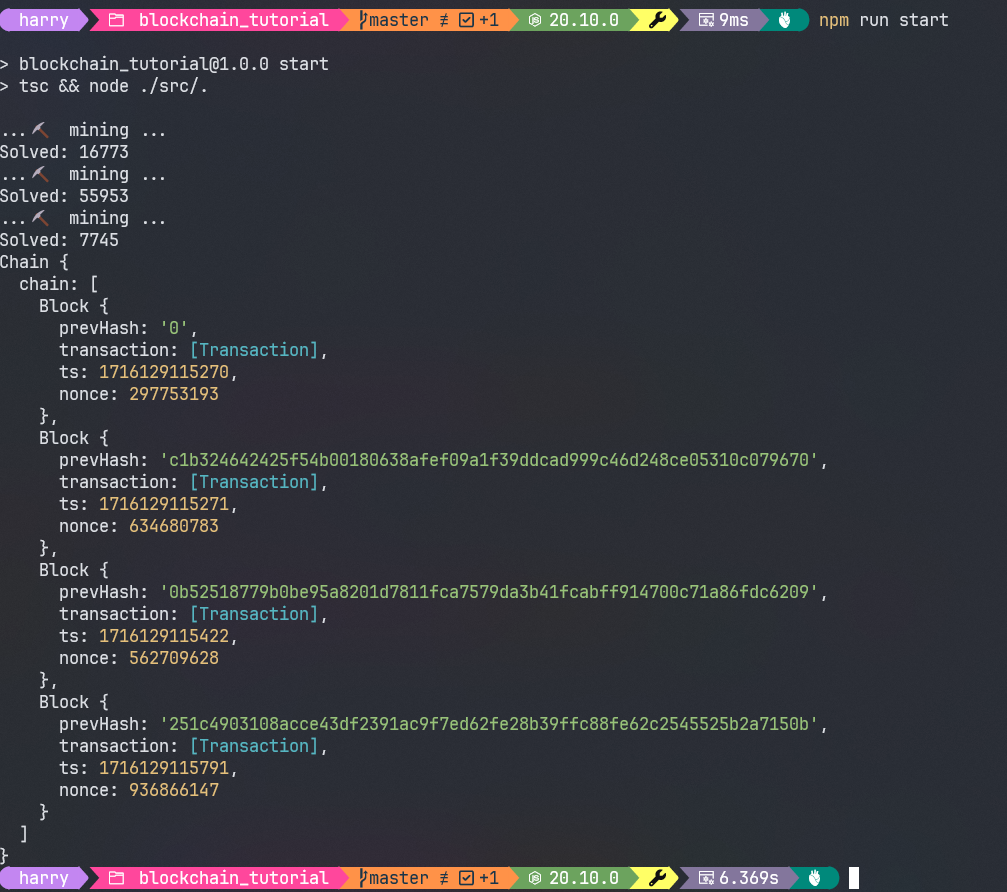 harry blockchain_tutorial master ≢ +1 20.10.0 9ms npm run start
> blockchain_tutorial@1.0.0 start
> tsc && node ./src/.
...⛏ mining ...
Solved: 16773
...⛏ mining ...
Solved: 55953
...⛏ mining ...
Solved: 7745
Chain {
  chain: [
    Block {
      prevHash: '0',
      transaction: [Transaction],
      ts: 1716129115270,
      nonce: 297753193
    },
    Block {
      prevHash: 'c1b324642425f54b00180638afef09a1f39ddcad999c46d248ce05310c079670',
      transaction: [Transaction],
      ts: 1716129115271,
      nonce: 634680783
    },
    Block {
      prevHash: '0b52518779b0be95a8201d7811fca7579da3b41fcabff914700c71a86fdc6209',
      transaction: [Transaction],
      ts: 1716129115422,
      nonce: 562709628
    },
    Block {
      prevHash: '251c4903108acce43df2391ac9f7ed62fe28b39ffc88fe62c2545525b2a7150b',
      transaction: [Transaction],
      ts: 1716129115791,
      nonce: 936866147
    }
  ]
}
harry blockchain_tutorial master ≢ +1 20.10.0 6.369s